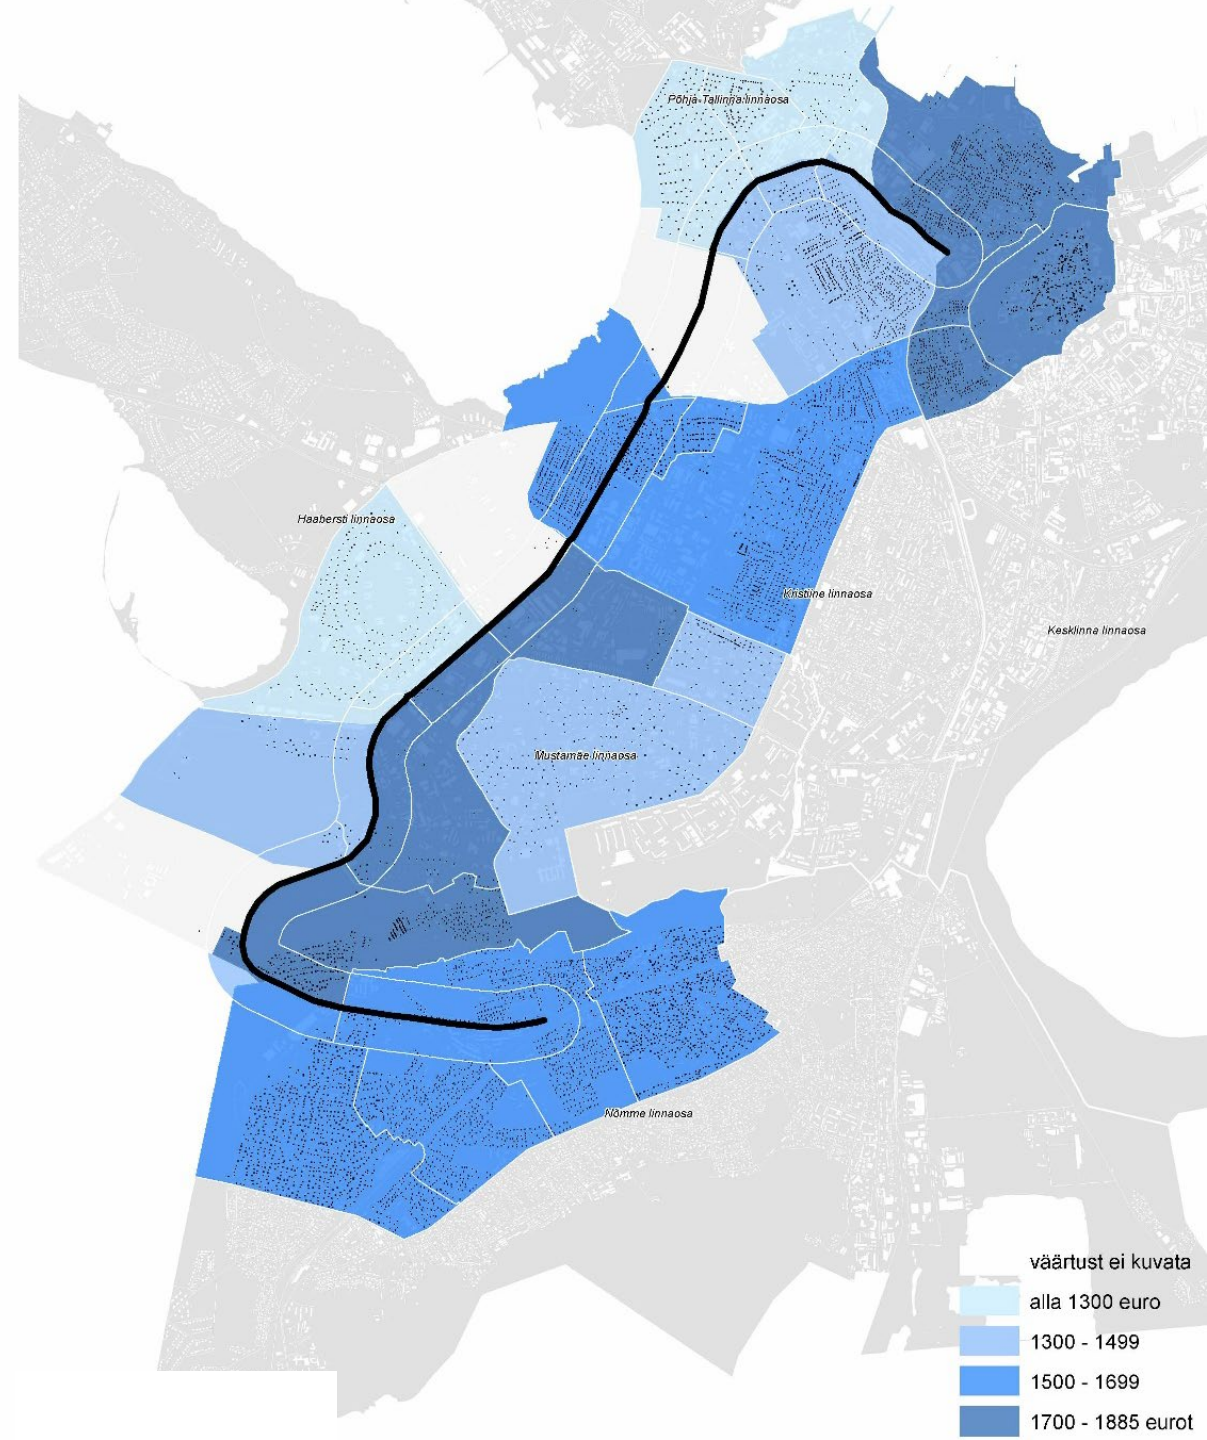 Põhja-Tallinna linnaosa
Haabersti linnaosa
Kristiine linnaosa
Kesklinna linnaosa
Mustamäe linnaosa
Nõmme linnaosa
väärtust ei kuvata
alla 1300 euro
1300 - 1499
1500 - 1699
1700 - 1885 eurot